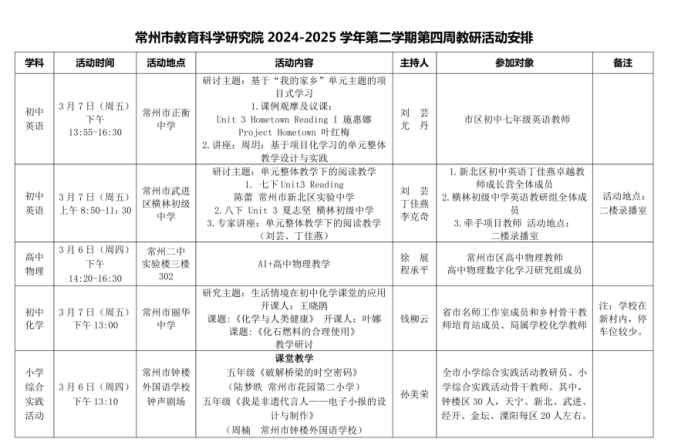 常州市教育科学研究院 2024-2025 学年第二学期第四周教研活动安排
学科 活动时间 活动地点 活动内容 主持人 参加对象 备注
初中
英语
3 月 7 日（周五）
下午
13:55-16:30
常州市正衡
中学
研讨主题：基于“我的家乡”单元主题的项
目式学习
1.课例观摩及议课：
Unit 3 Hometown Reading I 施惠娜
Project Hometown 叶红梅
2.讲座：周玥：基于项目化学习的单元整体
教学设计与实践
刘 芸
尤 丹
市区初中七年级英语教师
初中
英语
3 月 7 日（周五）
上午 8:50-11:30
常州市武进
区横林初级
中学
研讨主题：单元整体教学下的阅读教学
1. 七下 Unit3 Reading
陈蕾 常州市新北区实验中学
2.八下 Unit 3 夏志坚 横林初级中学
3.专家讲座：单元整体教学下的阅读教学
（刘芸、丁佳燕）
刘 芸
丁佳燕
李克奇
1.新北区初中英语丁佳燕卓越教
师成长营全体成员
2.横林初级中学英语教研组全体成
员
3.牵手项目教师 活动地点：
二楼录播室
活动地点：
二楼录播室
高中
物理
3 月 6 日（周四）
下午
14:20-16:30
常州二中
实验楼三楼
302
AI+高中物理教学
徐 展
程承平
常州市区高中物理教师
高中物理数字化学习研究组成员
初中
化学
3 月 7 日（周五）
下午 13:00
常州市丽华
中学
研究主题：生活情境在初中化学课堂的应用
开课人：王晓鹃
课题：《化学与人类健康》 开课人：叶娜
课题：《化石燃料的合理使用》
教学研讨
钱柳云
省市名师工作室成员和乡村骨干教
师培育站成员、局属学校化学教师
注：学校在
新村内，停
车位较少。
小学
综合
实践
活动
3 月 6 日（周四）
下午 13:10
常州市钟楼
外国语学校
钟声剧场
课堂教学
五年级《破解桥梁的时空密码》
（陆梦昳 常州市花园第二小学）
五年级《我是非遗代言人——电子小报的设
计与制作》
（周楠 常州市钟楼外国语学校）
孙美荣
全市小学综合实践活动教研员、小
学综合实践活动骨干教师。其中，
钟楼区 30 人，天宁、新北、武进、
经开、金坛、溧阳每区 20 人左右。